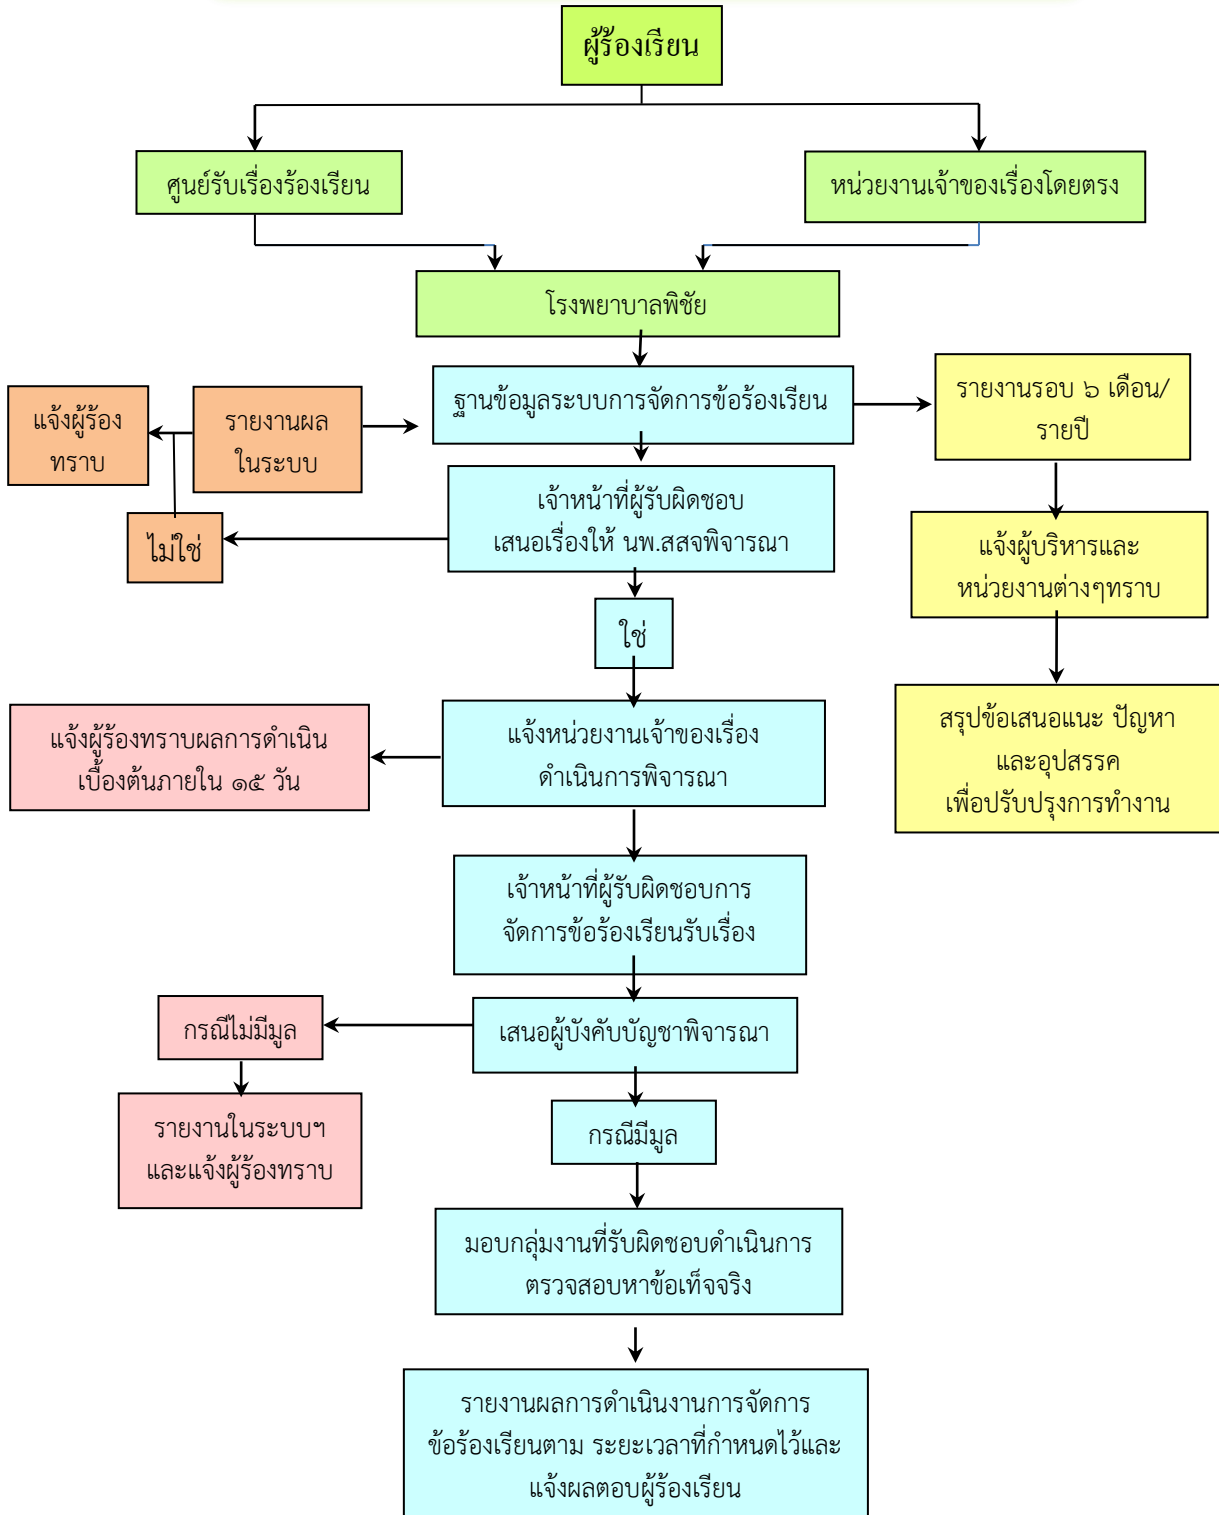 ผู้ร้องเรียน
ศูนย์รับเรื่องร้องเรียน
หน่วยงานเจ้าของเรื่องโดยตรง
โรงพยาบาลพิชัย
ฐานข้อมูลระบบการจัดการข้อร้องเรียน
รายงานรอบ ๖ เดือน/
รายปี
แจ้งผู้ร้อง
ทราบ
รายงานผล
ในระบบ
เจ้าหน้าที่ผู้รับผิดชอบ
เสนอเรื่องให้ นพ.สสจพิจารณา
ไม่ใช่
แจ้งผู้บริหารและ
หน่วยงานต่างๆทราบ
ใช่
แจ้งผู้ร้องทราบผลการดำเนิน
เบื้องต้นภายใน ๑๕ วัน
แจ้งหน่วยงานเจ้าของเรื่อง
ดำเนินการพิจารณา
สรุปข้อเสนอแนะ ปัญหา
และอุปสรรค
เพื่อปรับปรุงการทำงาน
เจ้าหน้าที่ผู้รับผิดชอบการ
จัดการข้อร้องเรียนรับเรื่อง
กรณีไม่มีมูล
เสนอผู้บังคับบัญชาพิจารณา
รายงานในระบบฯ
และแจ้งผู้ร้องทราบ
กรณีมีมูล
มอบกลุ่มงานที่รับผิดชอบดำเนินการ
ตรวจสอบหาข้อเท็จจริง
รายงานผลการดำเนินงานการจัดการ
ข้อร้องเรียนตาม ระยะเวลาที่กำหนดไว้และ
แจ้งผลตอบผู้ร้องเรียน